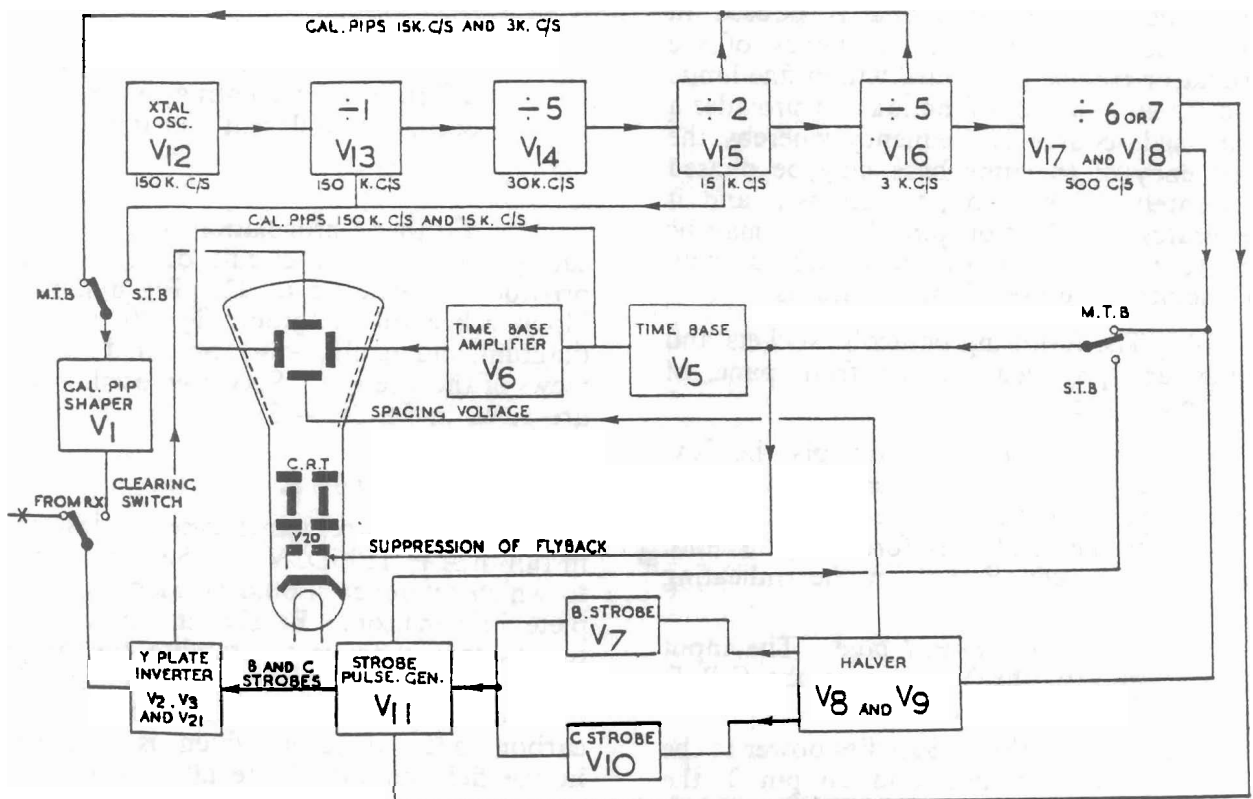 CAL. PIPS 15K. C/S AND 3K. C/S
XTAL
OSC.
V12
150K. C/S
÷1
V13
150 K. C/S
÷5
V14
30K. C/S
÷2
V15
15 K. C/S
÷5
V16
3 K. C/S
÷6 OR 7
V17 AND V18
500 C/S
CAL. PIPS 150 K. C/S AND 15K. C/S
M.T.B
S.T.B
TIME BASE
AMPLIFIER
V6
TIME BASE
V5
M.T.B
S.T.B
CAL. PIP
SHAPER
V1
SPACING VOLTAGE
C.R.T
V20
FROM RX
CLEARING
SWITCH
SUPPRESSION OF FLYBACK
B. STROBE
V7
HALVER
V8 AND V9
Y PLATE
INVERTER
V2. V3
AND V21
B AND C
STROBES
STROBE
PULSE. GEN.
V11
C STROBE
V10